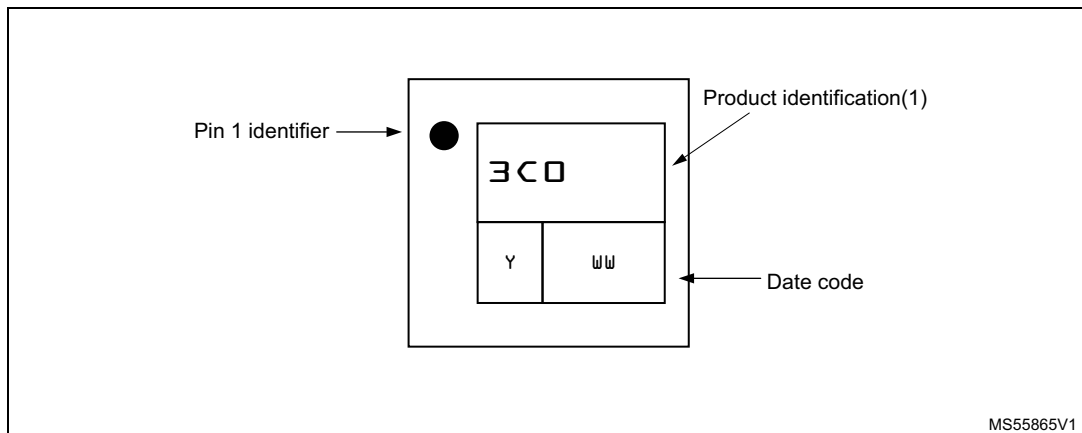 Product identification(1)
Pin 1 identifier
3C0
Y WW
Date code
MS55865V1